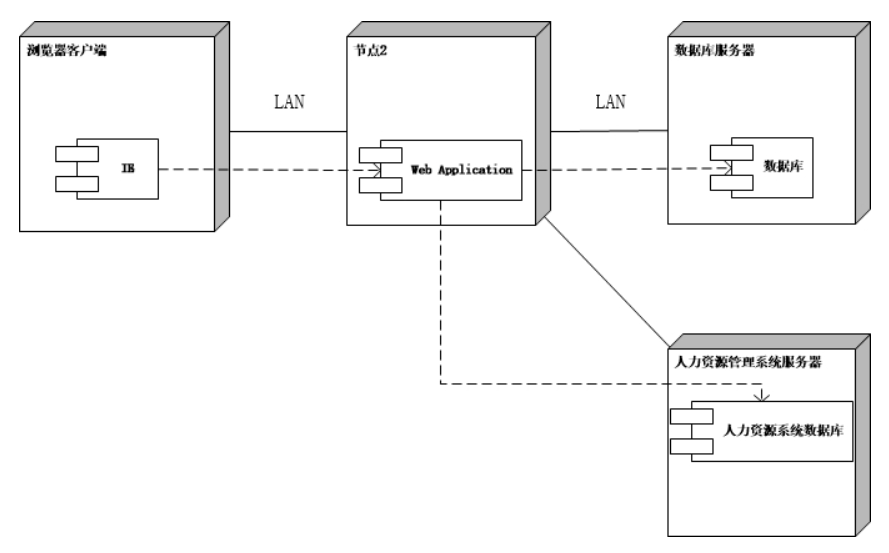 浏览器客户端
节点2
数据库服务器
LAN
LAN
IE
Web Application
数据库
人力资源管理系统服务器
人力资源系统数据库